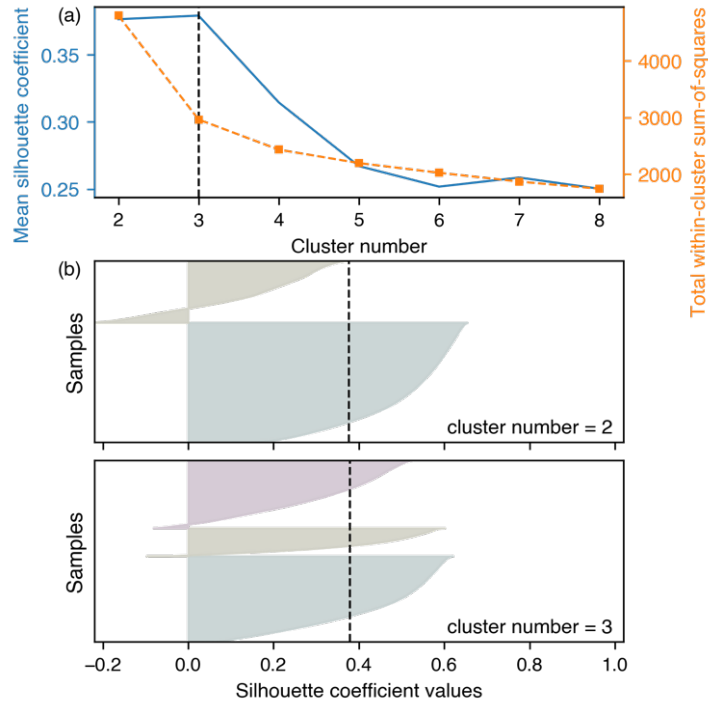 (a)
Mean silhouette coefficient
0.35
0.30
0.25
4000
3000
2000
Total within-cluster sum-of-squares
2 3 4 5 6 7 8
Cluster number
(b)
Samples
cluster number = 2
Samples
cluster number = 3
−0.2 0.0 0.2 0.4 0.6 0.8 1.0
Silhouette coefficient values